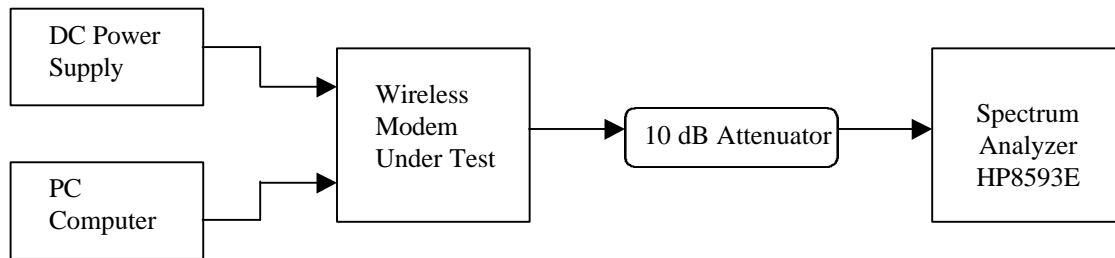 DC Power
Supply
PC
Computer
Wireless
Modem
Under Test
10 dB Attenuator
Spectrum
Analyzer
HP8593E